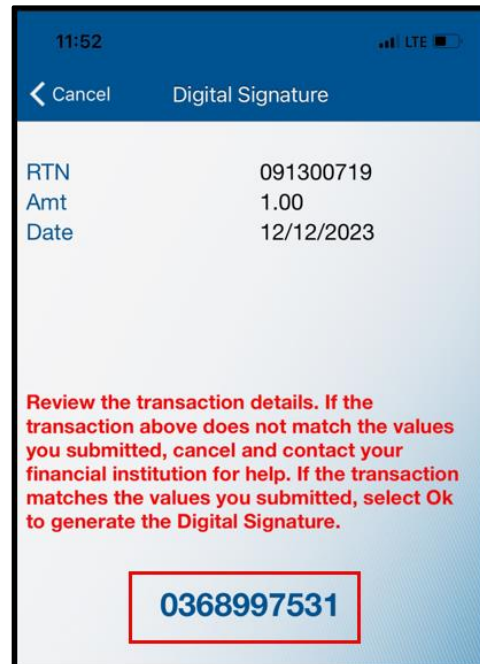 11:52 LTE
Cancel Digital Signature
RTN 091300719
Amt 1.00
Date 12/12/2023
Review the transaction details. If the
transaction above does not match the values
you submitted, cancel and contact your
financial institution for help. If the transaction
matches the values you submitted, select Ok
to generate the Digital Signature.
0368997531